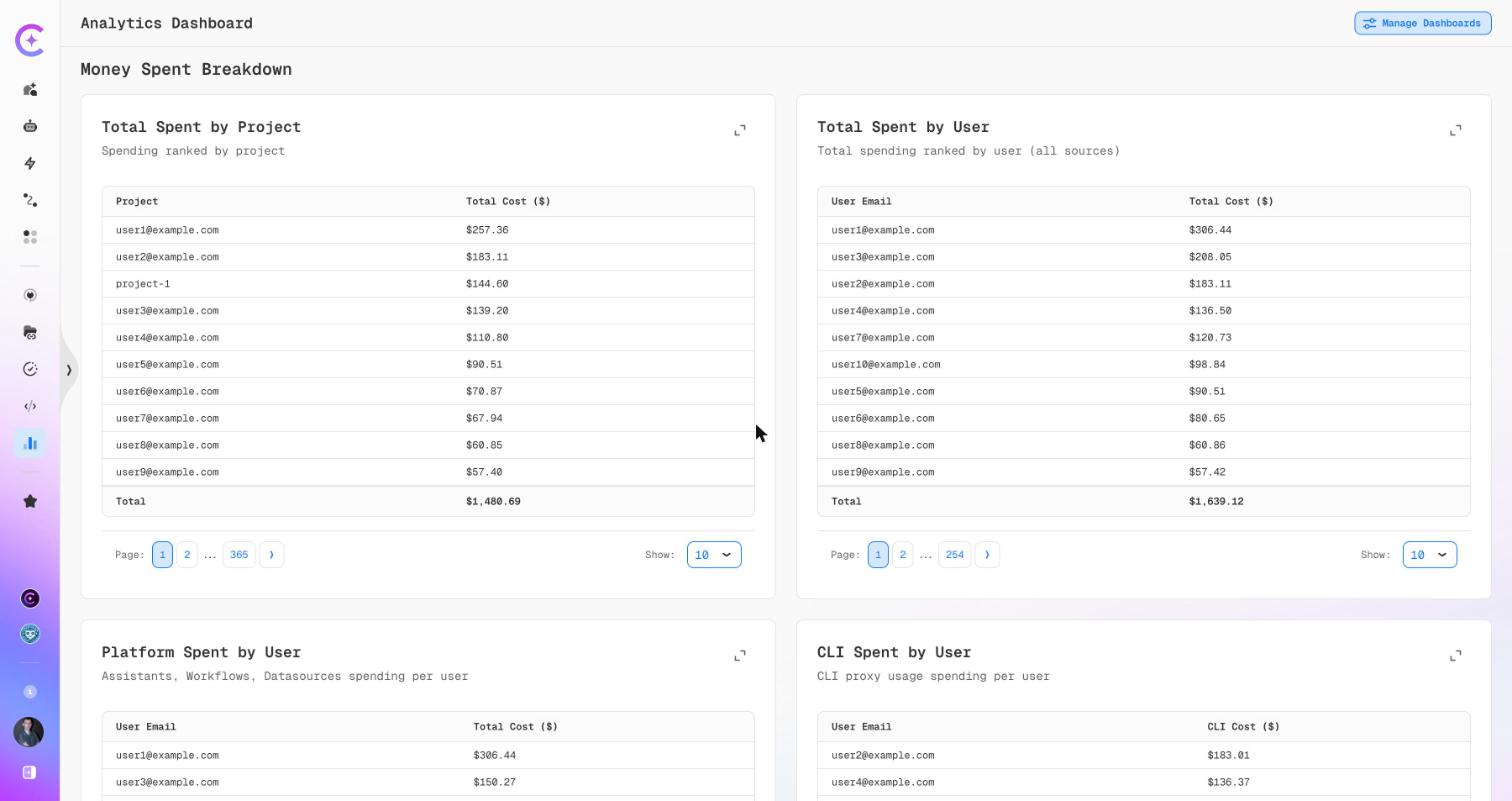 Analytics Dashboard
Manage Dashboards
Money Spent Breakdown
Total Spent by Project
Spending ranked by project
Project Total Cost ($)
user1@example.com $257.36
user2@example.com $183.11
project-1 $144.60
user3@example.com $139.20
user4@example.com $110.80
user5@example.com $90.51
user6@example.com $70.87
user7@example.com $67.94
user8@example.com $60.85
user9@example.com $57.40
Total $1,480.69
Page: 1 2 ... 365 Show: 10
Total Spent by User
Total spending ranked by user (all sources)
User Email Total Cost ($)
user1@example.com $306.44
user3@example.com $208.05
user2@example.com $183.11
user4@example.com $136.50
user7@example.com $120.73
user10@example.com $98.84
user5@example.com $90.51
user6@example.com $80.65
user8@example.com $60.86
user9@example.com $57.42
Total $1,639.12
Page: 1 2 ... 254 Show: 10
Platform Spent by User
Assistants, Workflows, Datasources spending per user
User Email Total Cost ($)
user1@example.com $306.44
user3@example.com $150.27
CLI Spent by User
CLI proxy usage spending per user
User Email CLI Cost ($)
user2@example.com $183.01
user4@example.com $136.37